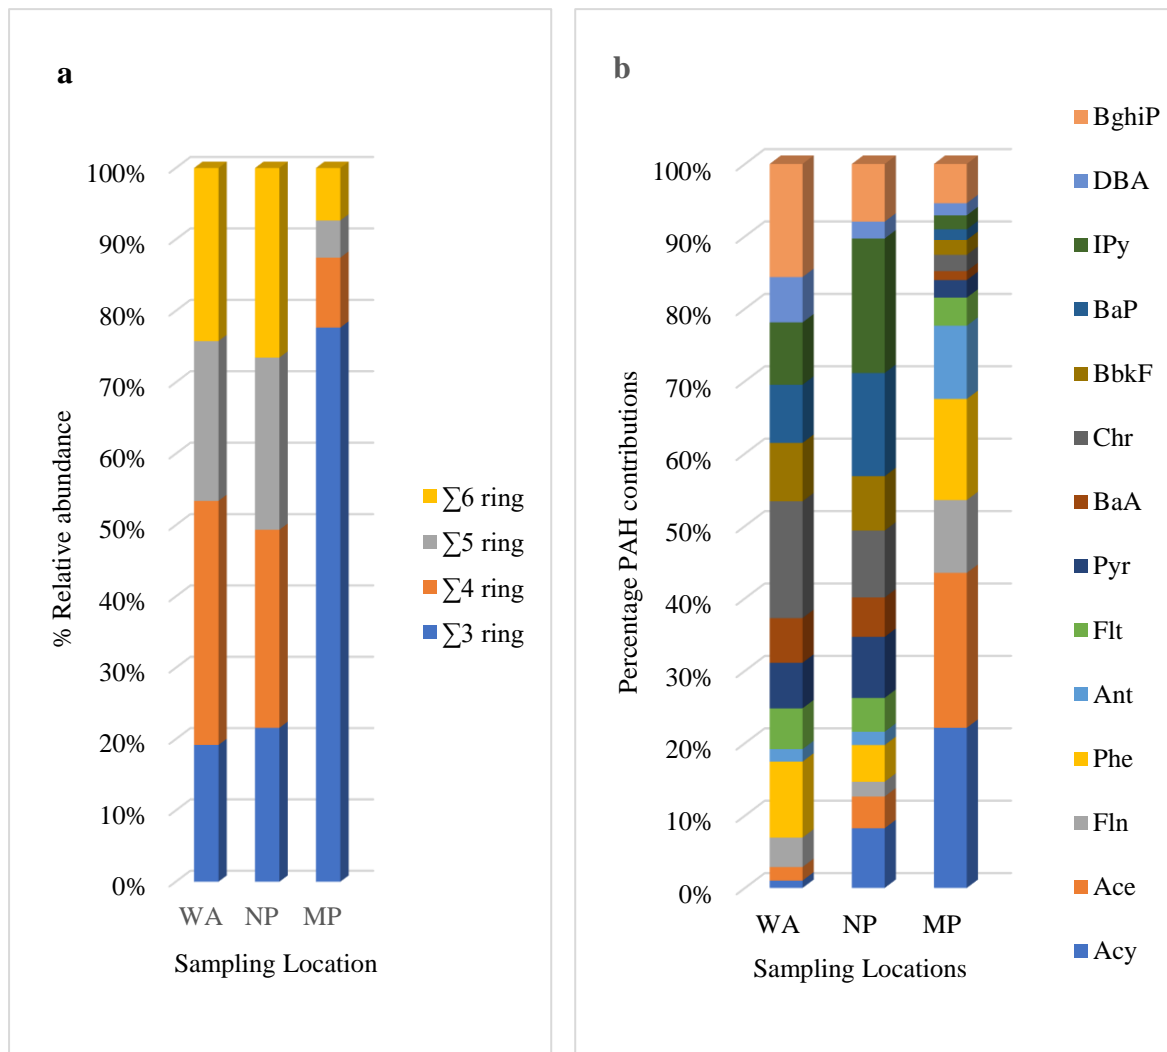 a
100%
90%
80%
70%
60%
50%
40%
30%
20%
10%
0%
% Relative abundance
WA NP MP
Sampling Location
∑6 ring
∑5 ring
∑4 ring
∑3 ring
b
100%
90%
80%
70%
60%
50%
40%
30%
20%
10%
0%
Percentage PAH contributions
WA NP MP
Sampling Locations
BghiP
DBA
IPy
BaP
BbkF
Chr
BaA
Pyr
Flt
Ant
Phe
Fln
Ace
Acy